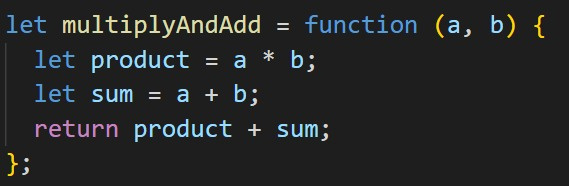 let multiplyAndAdd = function (a, b) {
  let product = a * b;
  let sum = a + b;
  return product + sum;
};